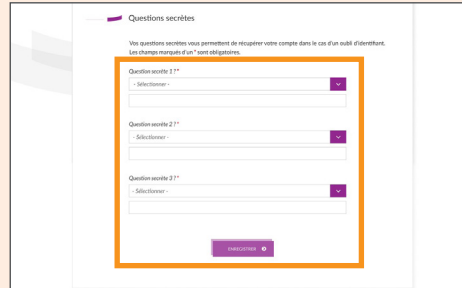 Questions secrètes
Vos questions secrètes vous permettent de récupérer votre compte dans le cas d'un oubli d'identifiant.
Les champs marqués d'un * sont obligatoires.
Question secrète 1 ? *
- Sélectionner -
Question secrète 2 ? *
- Sélectionner -
Question secrète 3 ? *
- Sélectionner -
ENREGISTRER